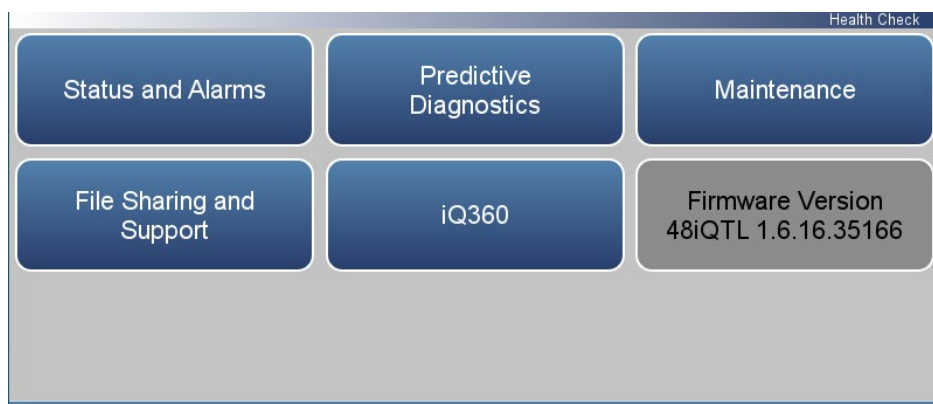 Health Check
Status and Alarms
Predictive
Diagnostics
Maintenance
File Sharing and
Support
iQ360
Firmware Version
48iQTL 1.6.16.35166